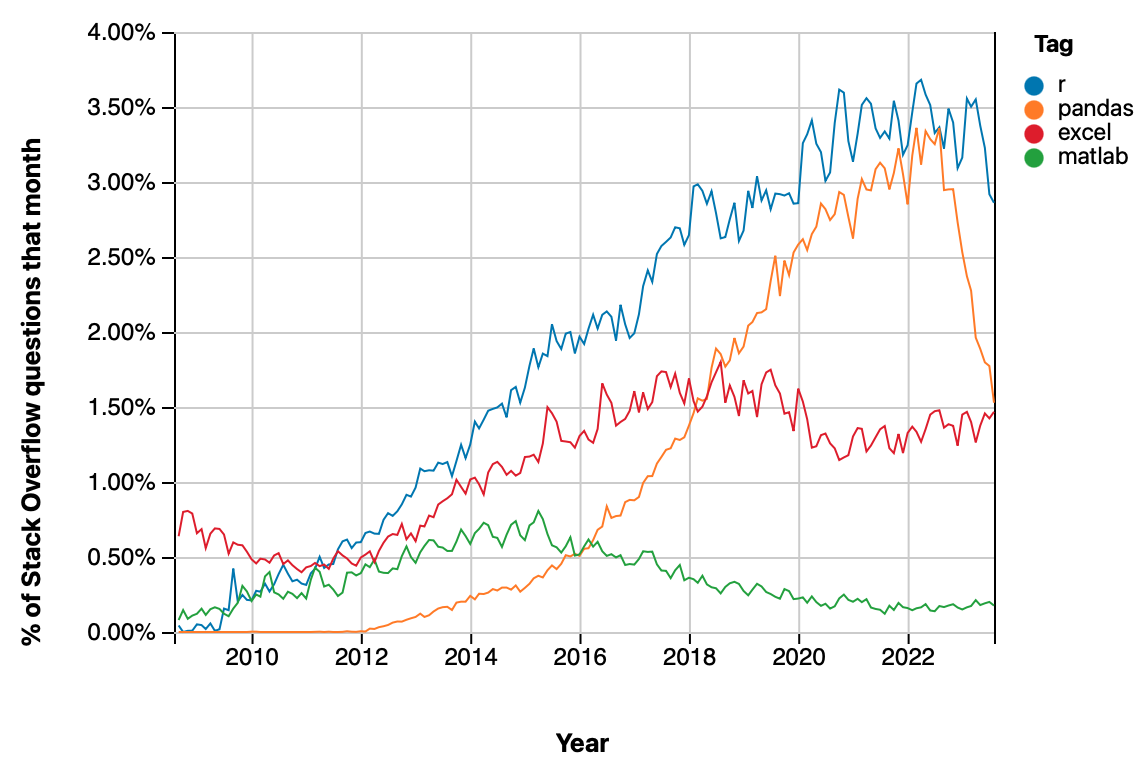 4.00%
3.50%
3.00%
2.50%
2.00%
1.50%
1.00%
0.50%
0.00%
% of Stack Overflow questions that month
2010 2012 2014 2016 2018 2020 2022
Year
Tag
r
pandas
excel
matlab